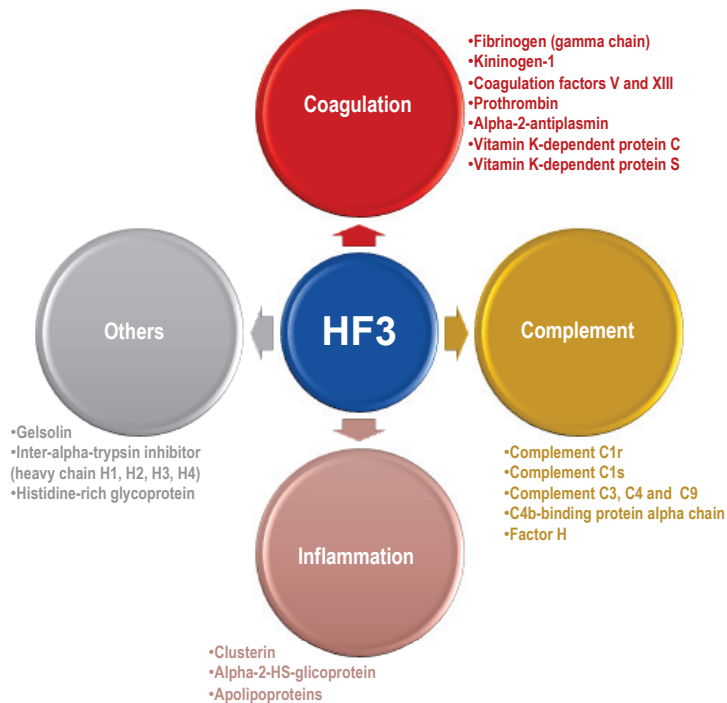 Coagulation
•Fibrinogen (gamma chain)
•Kininogen-1
•Coagulation factors V and XIII
•Prothrombin
•Alpha-2-antiplasmin
•Vitamin K-dependent protein C
•Vitamin K-dependent protein S
Others
HF3
Complement
•Gelsolin
•Inter-alpha-trypsin inhibitor
(heavy chain H1, H2, H3, H4)
•Histidine-rich glycoprotein
•Complement C1r
•Complement C1s
•Complement C3, C4 and C9
•C4b-binding protein alpha chain
•Factor H
Inflammation
•Clusterin
•Alpha-2-HS-glicoprotein
•Apolipoproteins